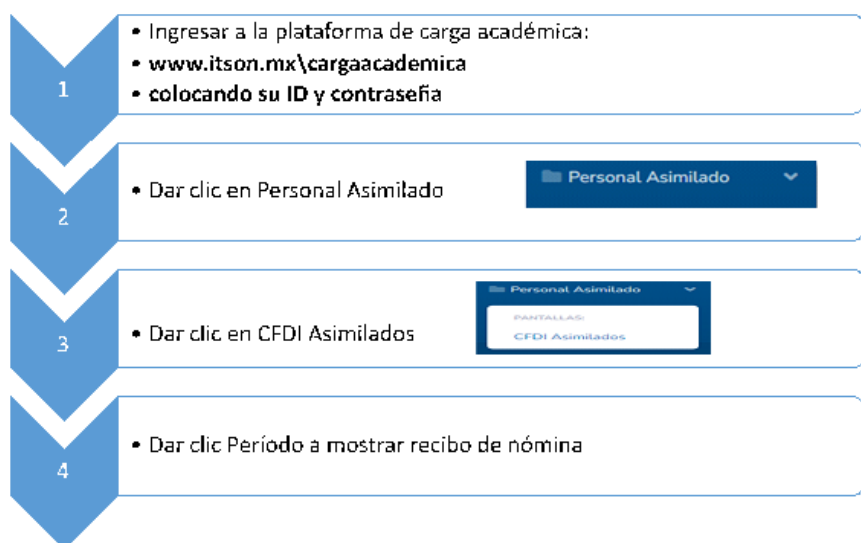 • Ingresar a la plataforma de carga académica:
• www.itson.mx\cargaacademica
1
• colocando su ID y contraseña
• Dar clic en Personal Asimilado
Personal Asimilado
2
Personal Asimilado
PANTALLAS:
• Dar clic en CFDI Asimilados
CFDI Asimilados
3
• Dar clic Período a mostrar recibo de nómina
4